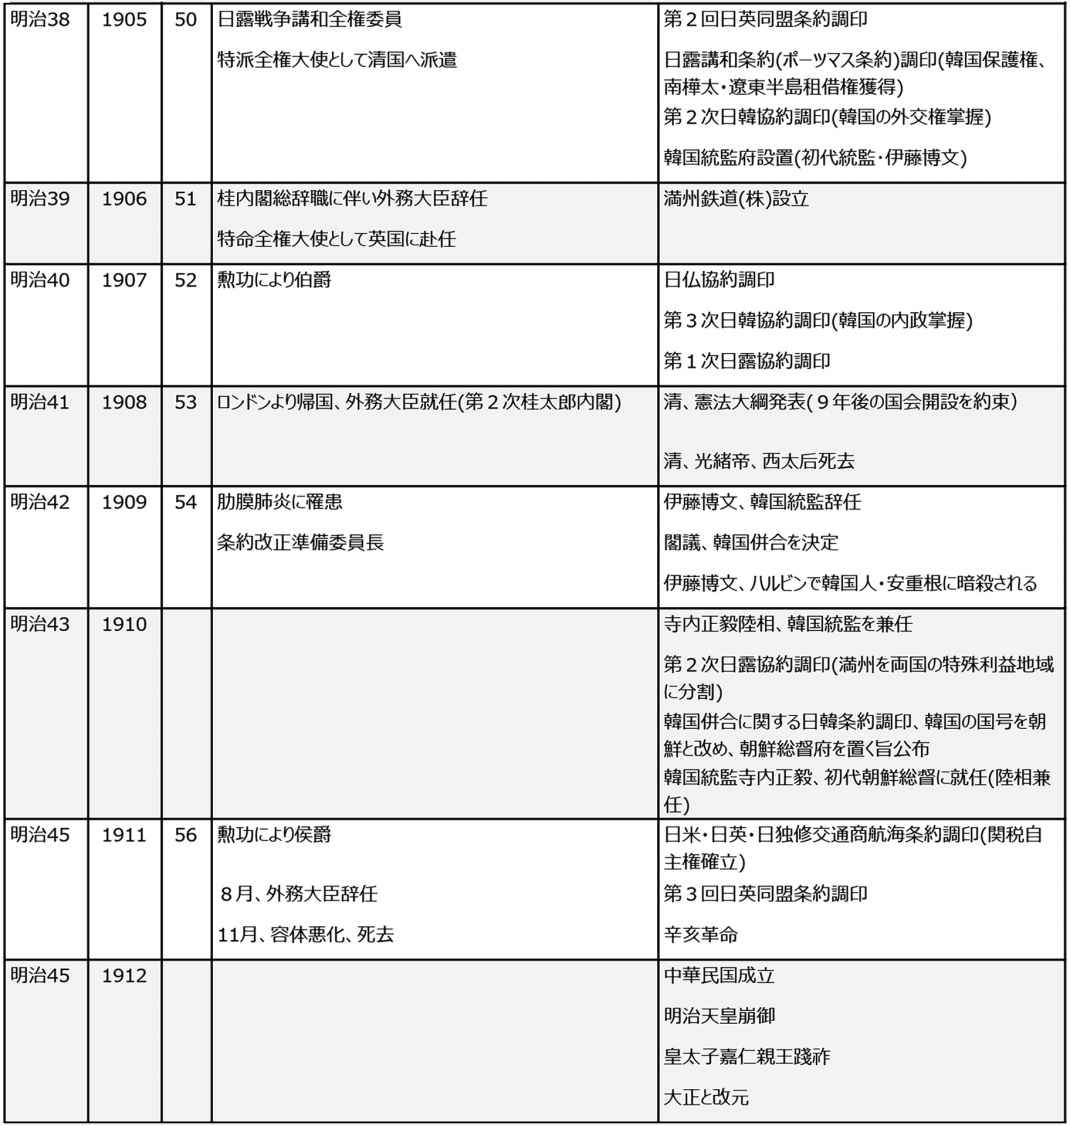 明治38 1905 50 日露戦争講和全権委員 第２回日英同盟条約調印
特派全権大使として清国へ派遣 日露講和条約(ポーツマス条約)調印(韓国保護権、
南樺太・遼東半島租借権獲得)
第２次日韓協約調印(韓国の外交権掌握)
韓国統監府設置(初代統監・伊藤博文)
明治39 1906 51 桂内閣総辞職に伴い外務大臣辞任 満州鉄道(株)設立
特命全権大使として英国に赴任
明治40 1907 52 勲功により伯爵 日仏協約調印
第３次日韓協約調印(韓国の内政掌握)
第１次日露協約調印
明治41 1908 53 ロンドンより帰国、外務大臣就任(第２次桂太郎内閣) 清、憲法大綱発表(９年後の国会開設を約束）
清、光緒帝、西太后死去
明治42 1909 54 肋膜肺炎に罹患 伊藤博文、韓国統監辞任
条約改正準備委員長 閣議、韓国併合を決定
伊藤博文、ハルビンで韓国人・安重根に暗殺される
明治43 1910 寺内正毅陸相、韓国統監を兼任
第２次日露協約調印(満州を両国の特殊利益地域
に分割)
韓国併合に関する日韓条約調印、韓国の国号を朝
鮮と改め、朝鮮総督府を置く旨公布
韓国統監寺内正毅、初代朝鮮総督に就任(陸相兼
任)
明治45 1911 56 勲功により侯爵 日米・日英・日独修交通商航海条約調印(関税自
主権確立)
８月、外務大臣辞任 第３回日英同盟条約調印
11月、容体悪化、死去 辛亥革命
明治45 1912 中華民国成立
明治天皇崩御
皇太子嘉仁親王踐祚
大正と改元